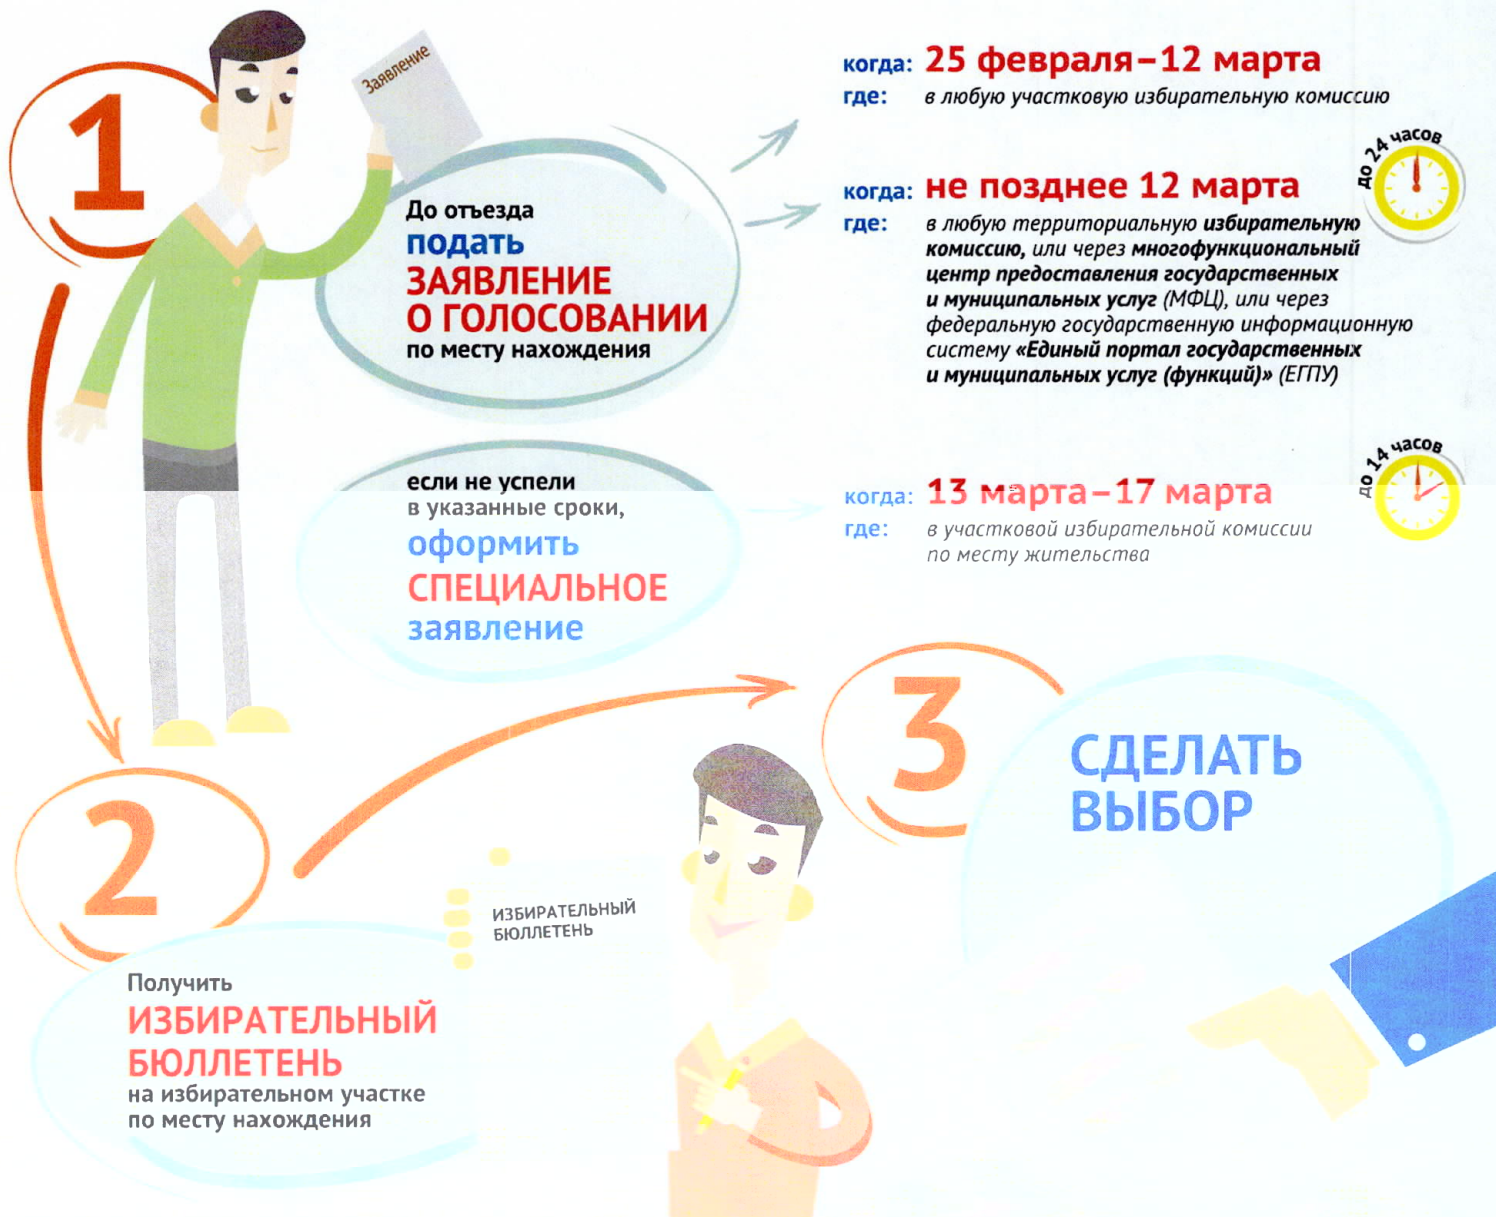 1
Заявление
До отъезда
подать
ЗАЯВЛЕНИЕ
О ГОЛОСОВАНИИ
по месту нахождения
когда: 25 февраля–12 марта
где: в любую участковую избирательную комиссию
до 24 часов
когда: не позднее 12 марта
где: в любую территориальную избирательную
комиссию, или через многофункциональный
центр предоставления государственных
и муниципальных услуг (МФЦ), или через
федеральную государственную информационную
систему «Единый портал государственных
и муниципальных услуг (функций)» (ЕГПУ)
если не успели
в указанные сроки,
оформить
СПЕЦИАЛЬНОЕ
заявление
до 14 часов
когда: 13 марта–17 марта
где: в участковой избирательной комиссии
по месту жительства
2
ИЗБИРАТЕЛЬНЫЙ
БЮЛЛЕТЕНЬ
Получить
ИЗБИРАТЕЛЬНЫЙ
БЮЛЛЕТЕНЬ
на избирательном участке
по месту нахождения
3
СДЕЛАТЬ
ВЫБОР